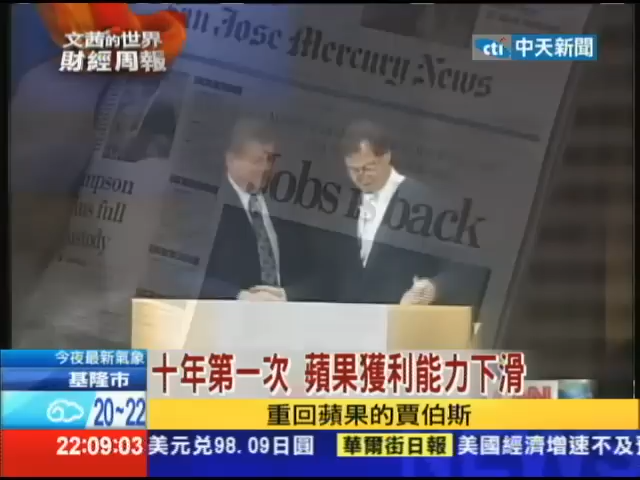 文茜的世界
財經周報
San Jose Mercury News
cti 中天新聞
Jobs is back
mpson
is full
stody
今夜最新氣象
基隆市
20~22
十年第一次 蘋果獲利能力下滑
重回蘋果的賈伯斯
22:09:03
美元兑98.09日圓 華爾街日報 美國經濟增速不及預